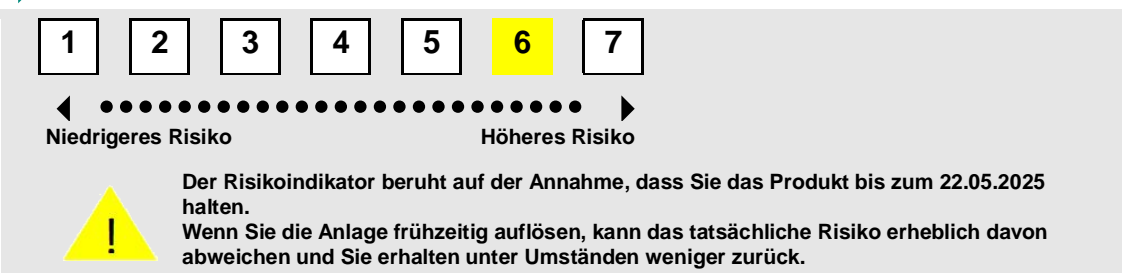 1 2 3 4 5 6 7
Niedrigeres Risiko Höheres Risiko
Der Risikoindikator beruht auf der Annahme, dass Sie das Produkt bis zum 22.05.2025
halten.
! Wenn Sie die Anlage frühzeitig auflösen, kann das tatsächliche Risiko erheblich davon
abweichen und Sie erhalten unter Umständen weniger zurück.